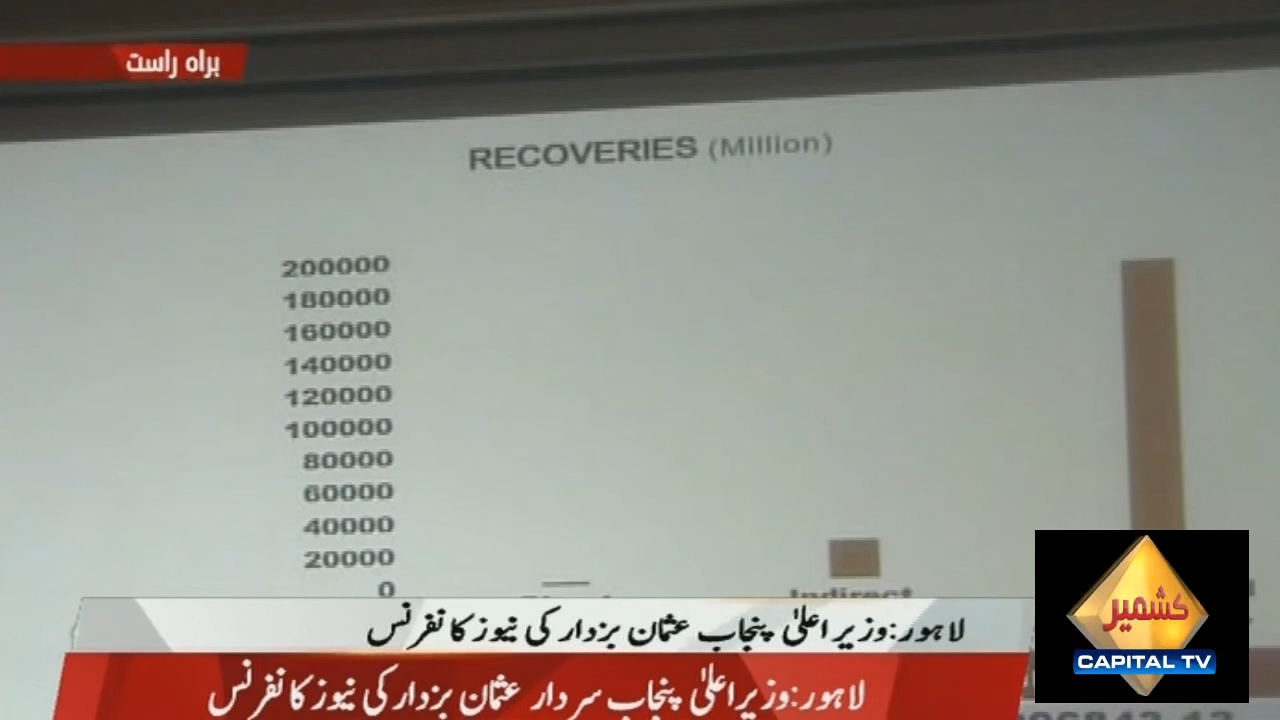 براہ راست
RECOVERIES (Million)
200000
180000
160000
140000
120000
100000
80000
60000
40000
20000
0
Indirect
لاہور:وزیراعلیٰ پنجاب عثمان بزدار کی نیوز کانفرنس
لاہور:وزیراعلیٰ پنجاب سردار عثمان بزدار کی نیوز کانفرنس
کشمیر
CAPITAL TV